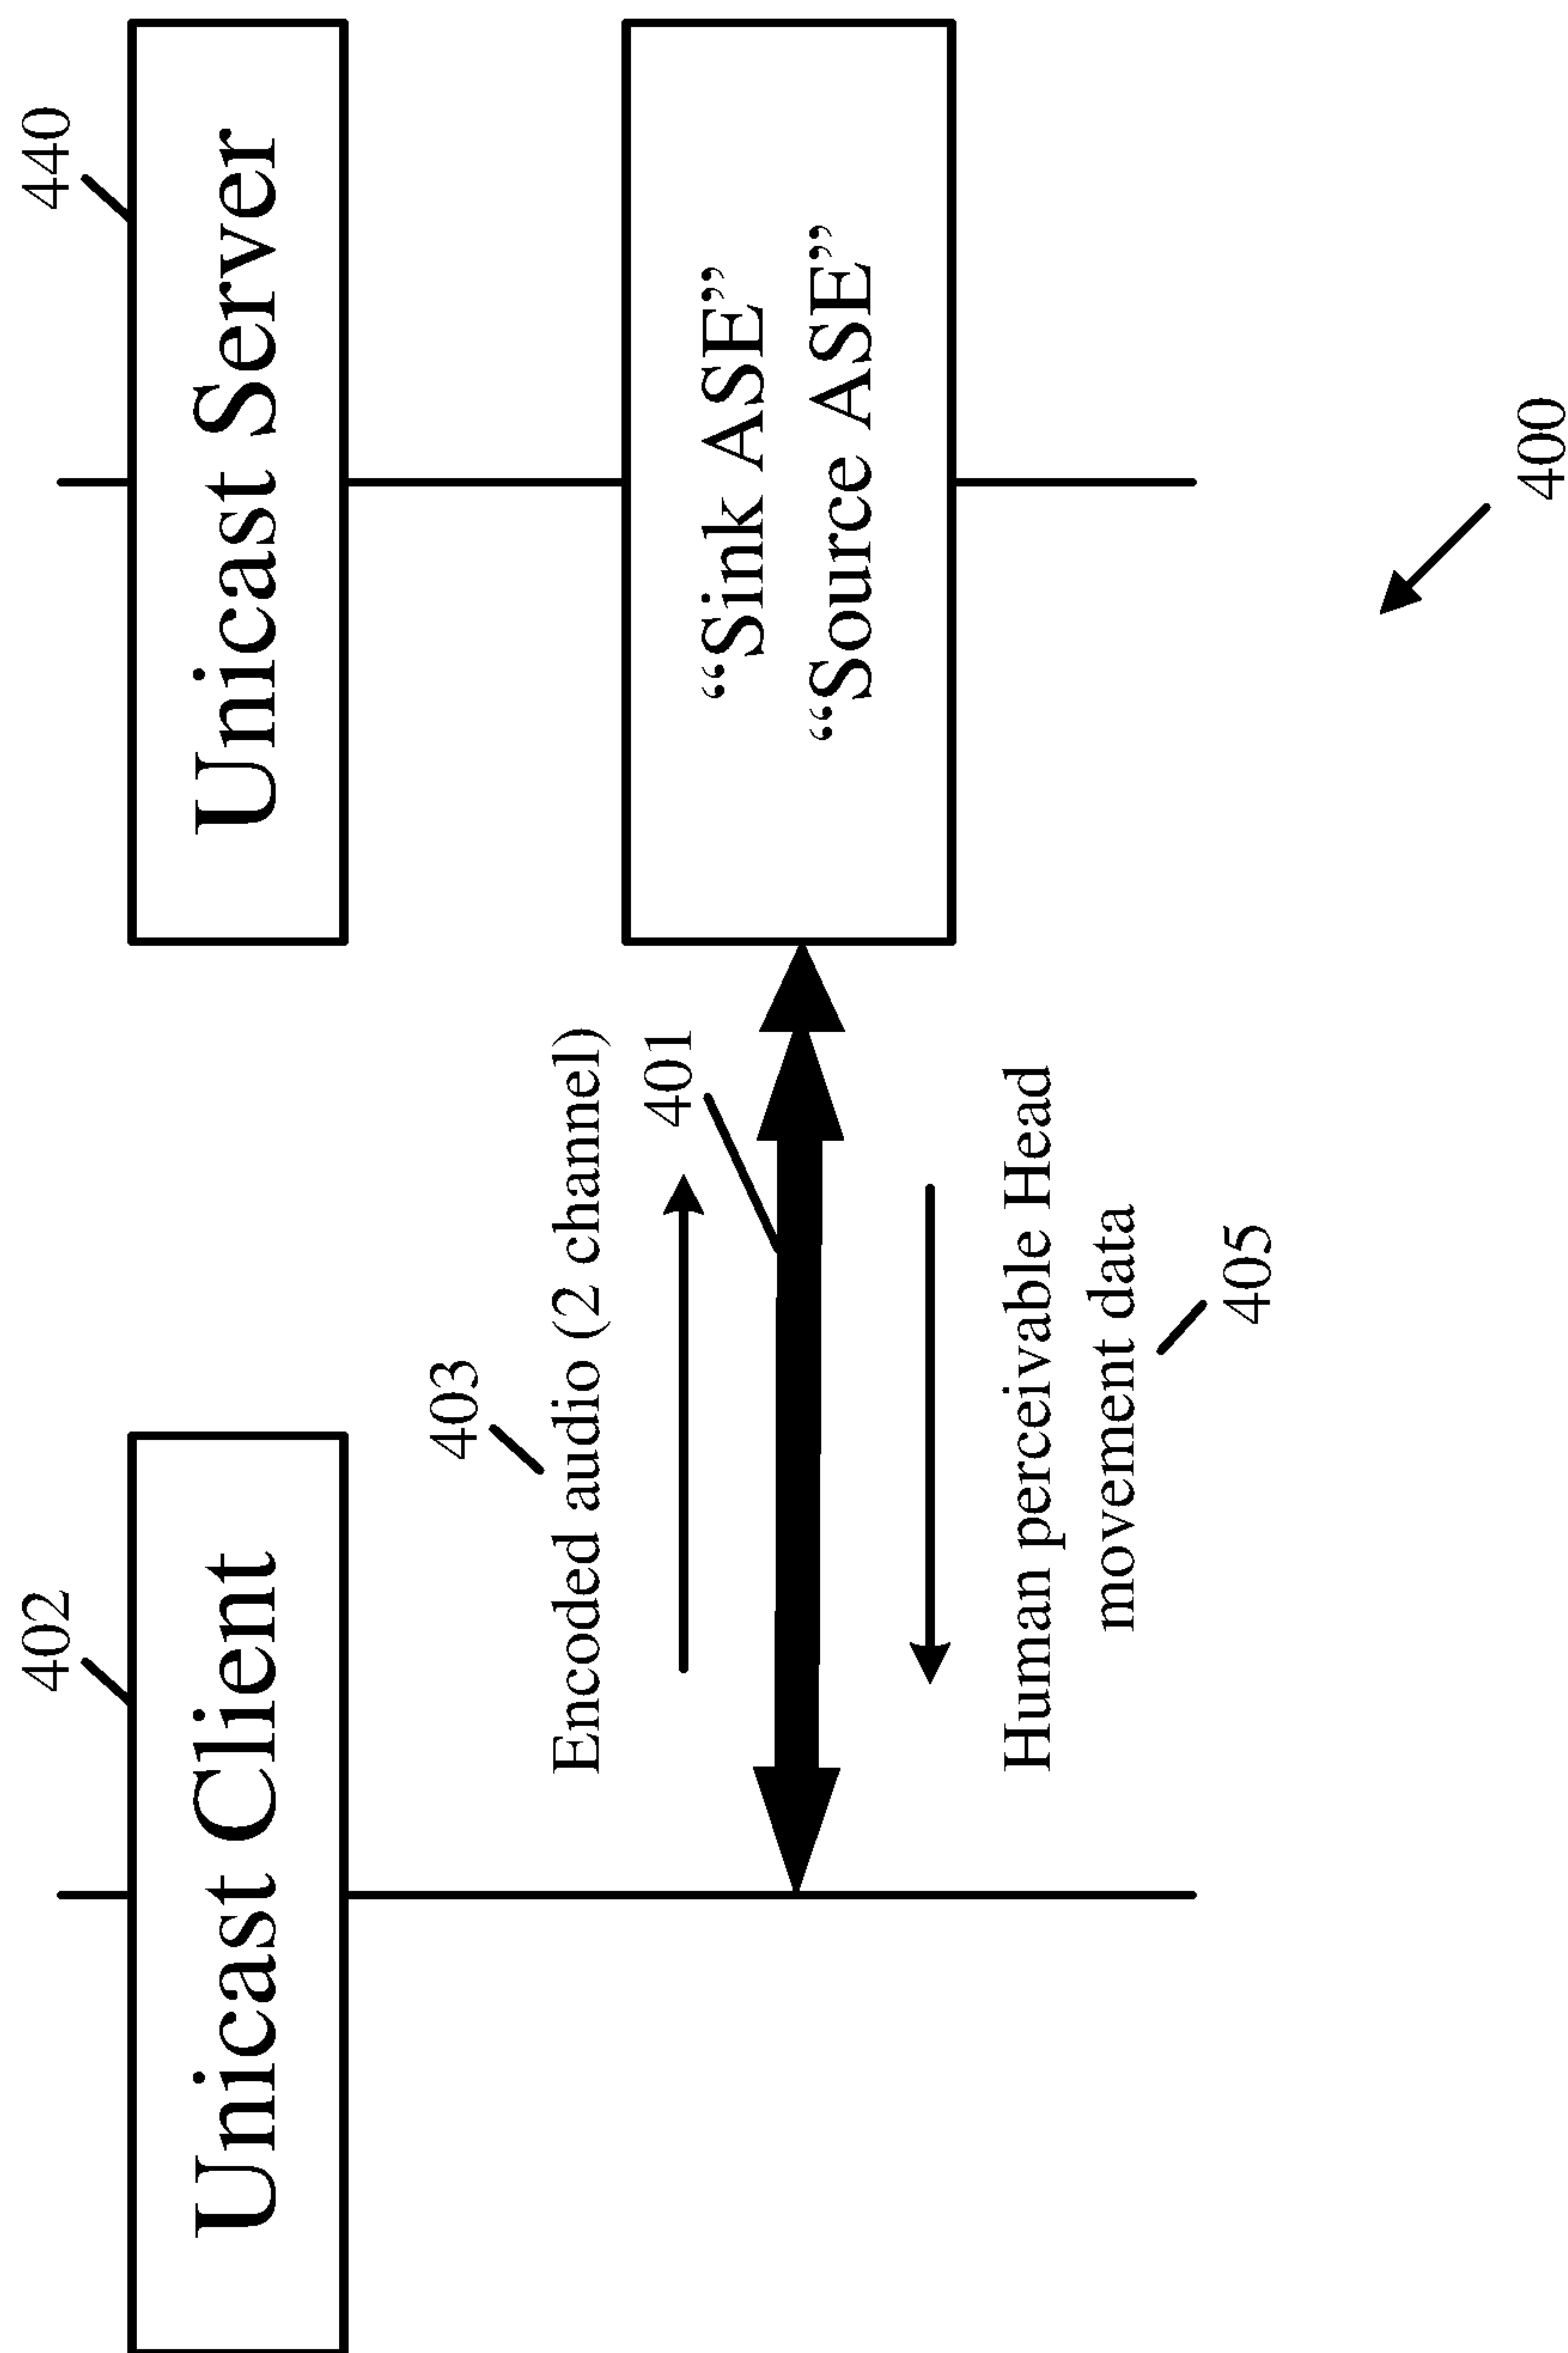 402
Unicast Client
440
Unicast Server
403
Encoded audio (2 channel)
401
“Sink ASE”
“Source ASE”
Human perceivable Head
movement data
405
400